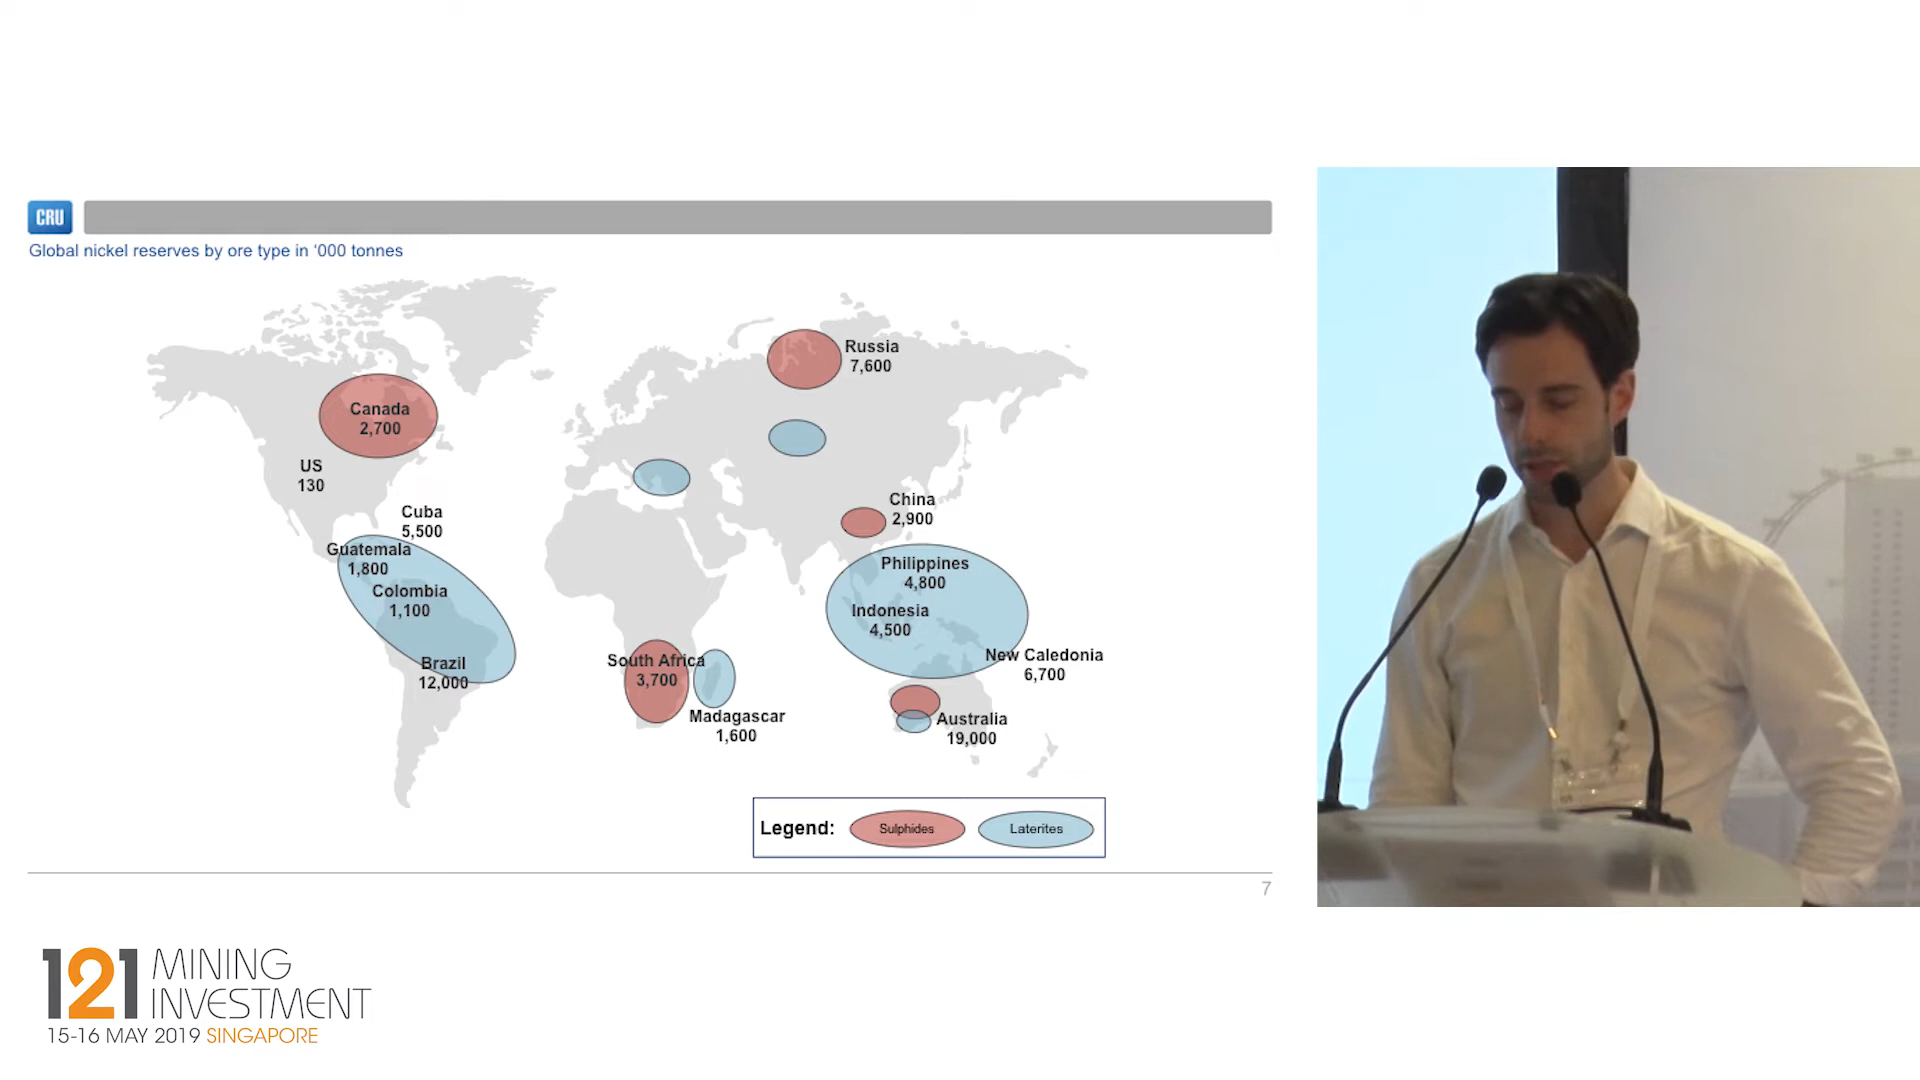 CRU
Global nickel reserves by ore type in ‘000 tonnes
Russia
7,600
Canada
2,700
US
130
China
2,900
Cuba
5,500
Guatemala
1,800
Colombia
1,100
Brazil
12,000
Philippines
4,800
Indonesia
4,500
New Caledonia
6,700
South Africa
3,700
Madagascar
1,600
Australia
19,000
Legend:
Sulphides
Laterites
7
121 MINING
INVESTMENT
15-16 MAY 2019 SINGAPORE